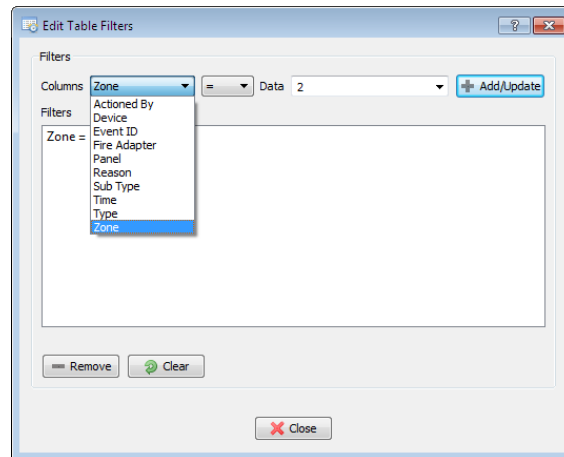 Edit Table Filters
Filters
Columns Zone = Data 2 Add/Update
Filters
Zone =
Actioned By
Device
Event ID
Fire Adapter
Panel
Reason
Sub Type
Time
Type
Zone
Remove Clear
Close